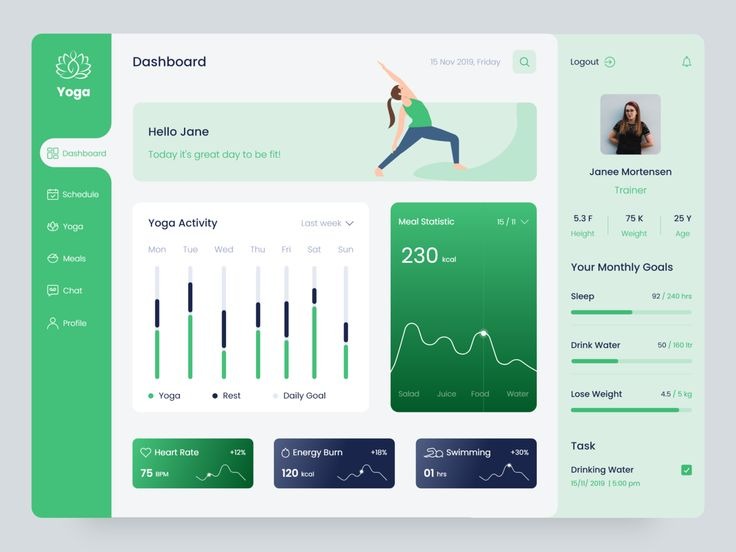 Yoga
Dashboard
Schedule
Yoga
Meals
Chat
Profile
Dashboard
15 Nov 2019, Friday
Hello Jane
Today it's great day to be fit!
Yoga Activity
Last week
Mon Tue Wed Thu Fri Sat Sun
Yoga Rest Daily Goal
Meal Statistic
15 / 11
230 kcal
Salad Juice Food Water
Heart Rate +12%
75 BPM
Energy Burn +18%
120 kcal
Swimming +30%
01 hrs
Logout
Janee Mortensen
Trainer
5.3 F 75 K 25 Y
Height Weight Age
Your Monthly Goals
Sleep 92 / 240 hrs
Drink Water 50 / 160 ltr
Lose Weight 4.5 / 5 kg
Task
Drinking Water
15/11/ 2019 | 5:00 pm